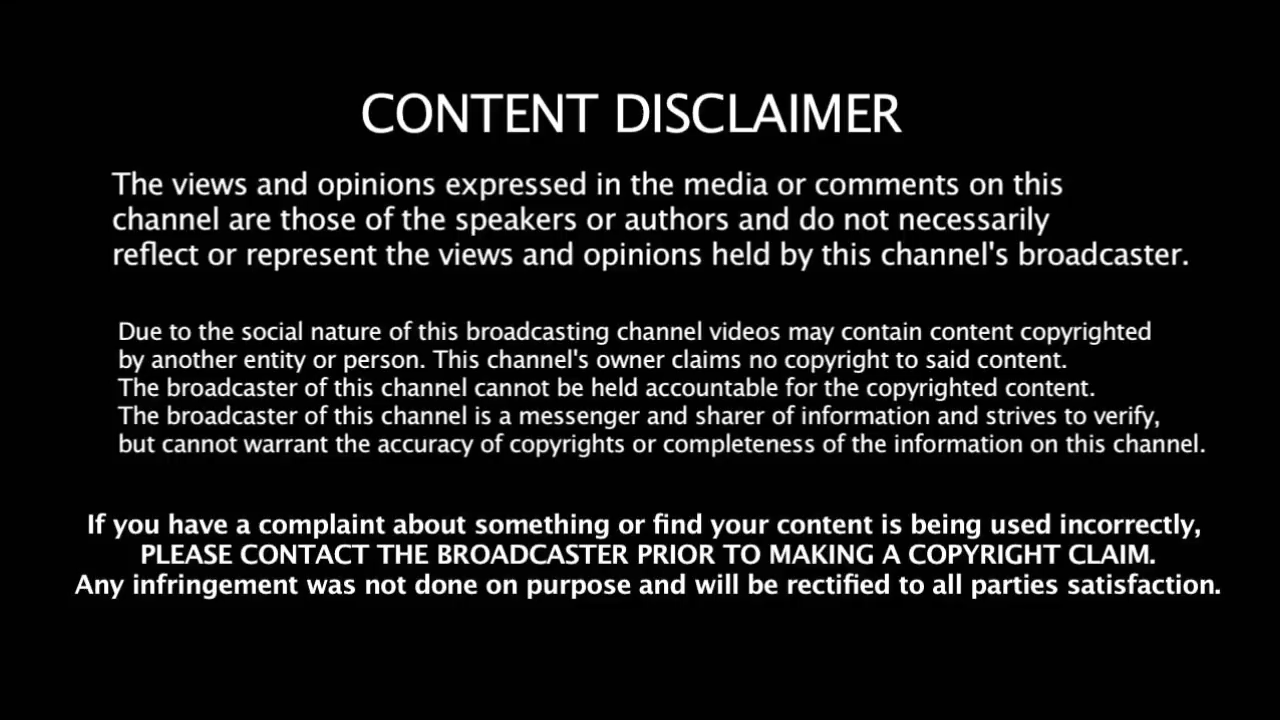 CONTENT DISCLAIMER
The views and opinions expressed in the media or comments on this
channel are those of the speakers or authors and do not necessarily
reflect or represent the views and opinions held by this channel's broadcaster.
Due to the social nature of this broadcasting channel videos may contain content copyrighted
by another entity or person. This channel's owner claims no copyright to said content.
The broadcaster of this channel cannot be held accountable for the copyrighted content.
The broadcaster of this channel is a messenger and sharer of information and strives to verify,
but cannot warrant the accuracy of copyrights or completeness of the information on this channel.
If you have a complaint about something or find your content is being used incorrectly,
PLEASE CONTACT THE BROADCASTER PRIOR TO MAKING A COPYRIGHT CLAIM.
Any infringement was not done on purpose and will be rectified to all parties satisfaction.